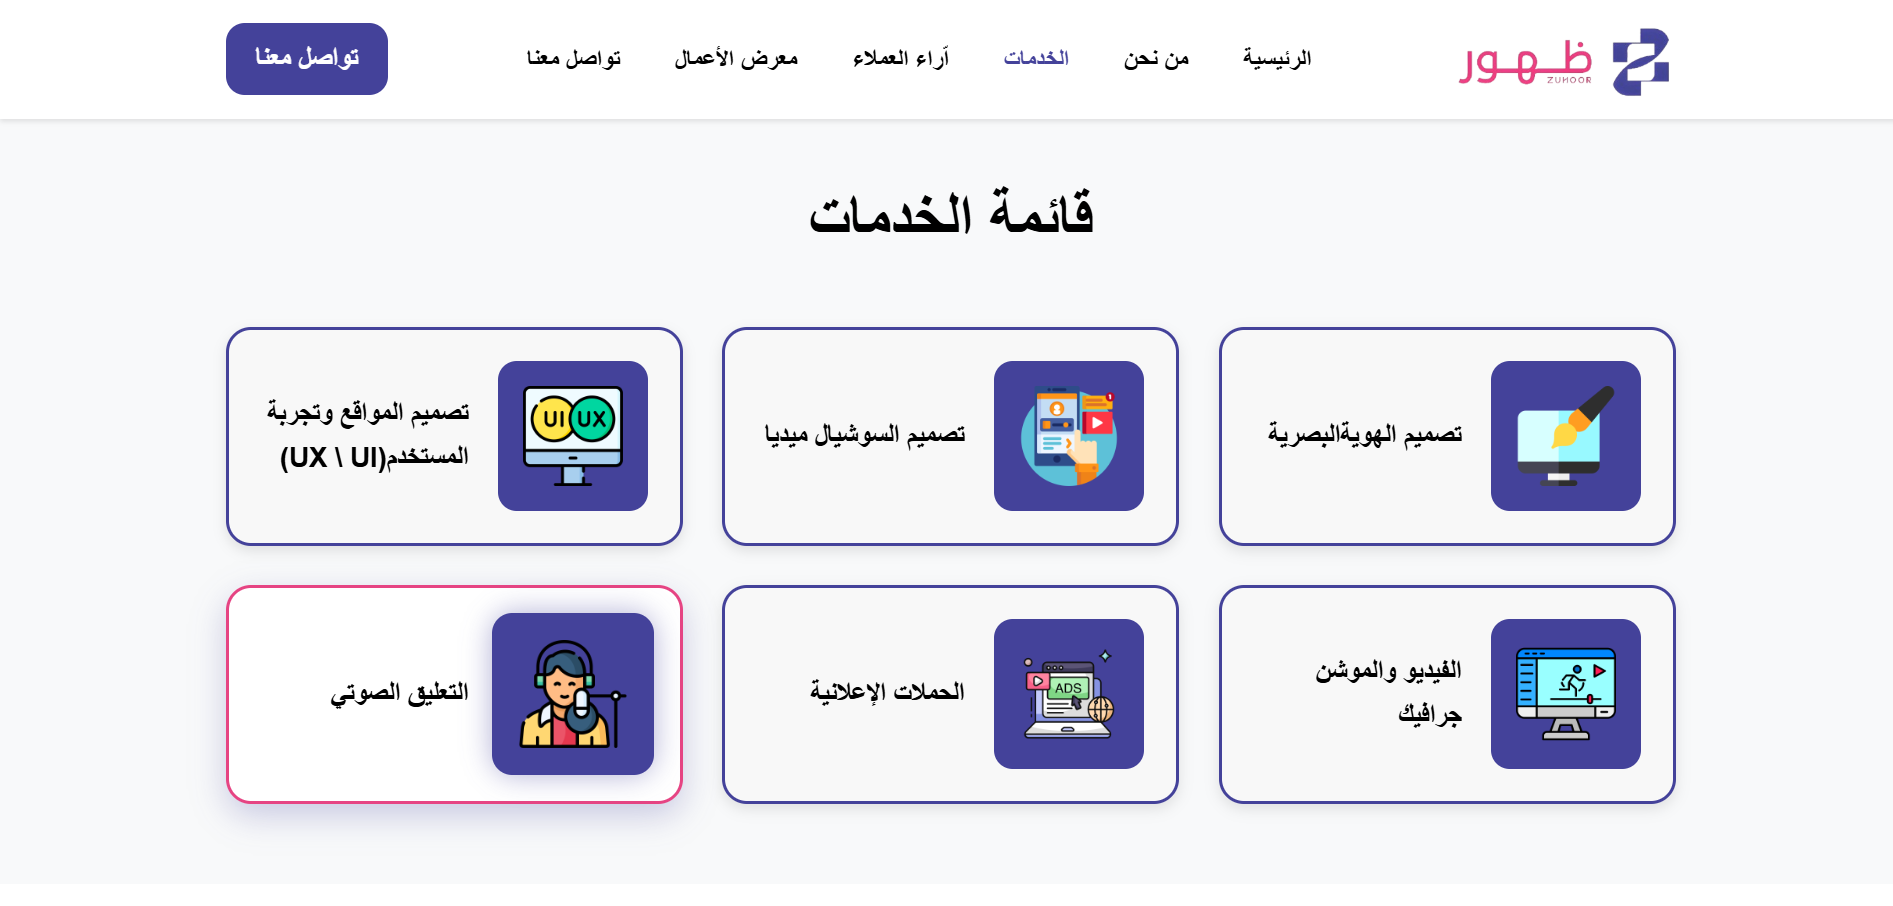 ظهور
ZUHOOR
الرئيسية
من نحن
الخدمات
آراء العملاء
معرض الأعمال
تواصل معنا
تواصل معنا
قائمة الخدمات
تصميم الهويةالبصرية
تصميم السوشيال ميديا
1
UI UX
تصميم المواقع وتجربة
المستخدم(UX \ UI)
الفيديو والموشن
جرافيك
ADS
الحملات الإعلانية
التعليق الصوتي